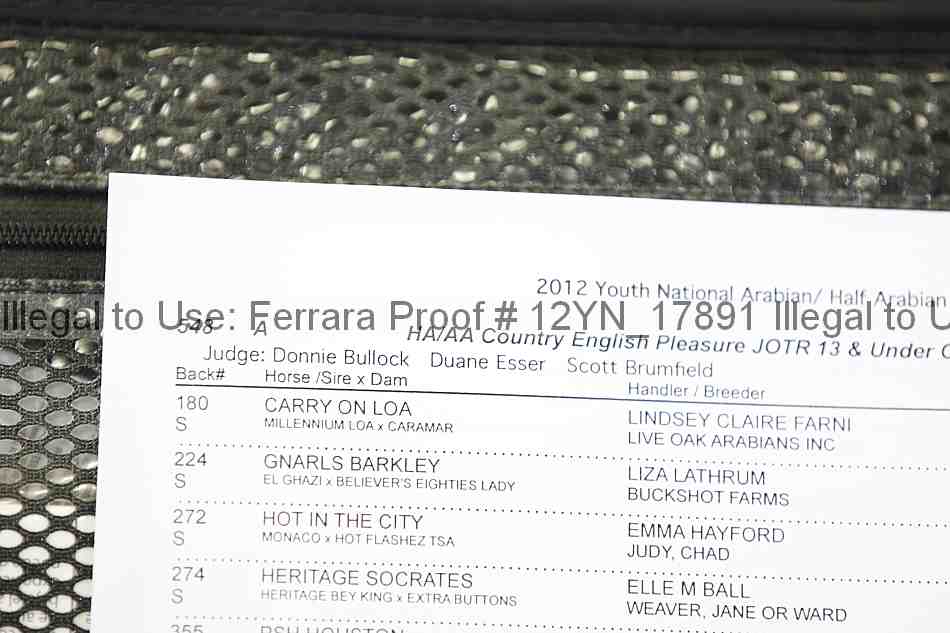 2012 Youth National Arabian/ Half Arabian
Illegal to Use: Ferrara Proof # 12YN_17891 Illegal to U
548 A HA/AA Country English Pleasure JOTR 13 & Under
Judge: Donnie Bullock Duane Esser Scott Brumfield
Back# Horse /Sire x Dam Handler / Breeder
180 CARRY ON LOA LINDSEY CLAIRE FARNI
S MILLENNIUM LOA x CARAMAR LIVE OAK ARABIANS INC
224 GNARLS BARKLEY LIZA LATHRUM
S EL GHAZI x BELIEVER'S EIGHTIES LADY BUCKSHOT FARMS
272 HOT IN THE CITY EMMA HAYFORD
S MONACO x HOT FLASHEZ TSA JUDY, CHAD
274 HERITAGE SOCRATES ELLE M BALL
S HERITAGE BEY KING x EXTRA BUTTONS WEAVER, JANE OR WARD
355 PSH HOUSTON